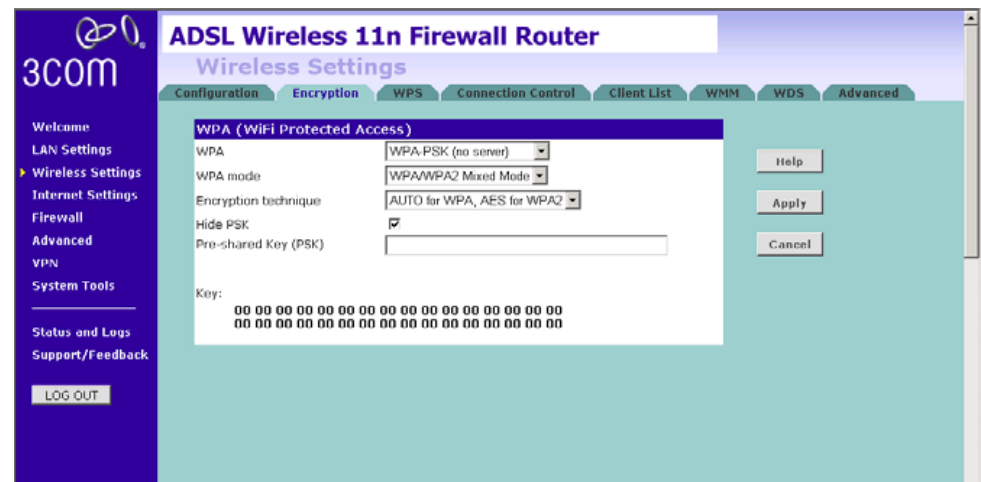 3COM
ADSL Wireless 11n Firewall Router
Wireless Settings
Configuration Encryption WPS Connection Control Client List WMM WDS Advanced
Welcome
LAN Settings
Wireless Settings
Internet Settings
Firewall
Advanced
VPN
System Tools
Status and Logs
Support/Feedback
LOG OUT
WPA (WiFi Protected Access)
WPA WPA-PSK (no server)
WPA mode WPA/WPA2 Mixed Mode
Encryption technique AUTO for WPA, AES for WPA2
Hide PSK
Pre-shared Key (PSK)
Key:
00 00 00 00 00 00 00 00 00 00 00 00 00 00 00 00
00 00 00 00 00 00 00 00 00 00 00 00 00 00 00 00
Help
Apply
Cancel